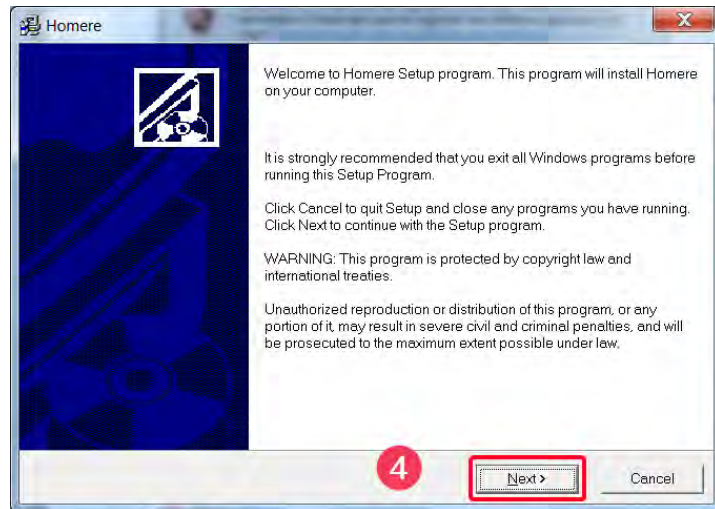 Homere
Welcome to Homere Setup program. This program will install Homere
on your computer.
It is strongly recommended that you exit all Windows programs before
running this Setup Program.
Click Cancel to quit Setup and close any programs you have running.
Click Next to continue with the Setup program.
WARNING: This program is protected by copyright law and
international treaties.
Unauthorized reproduction or distribution of this program, or any
portion of it, may result in severe civil and criminal penalties, and will
be prosecuted to the maximum extent possible under law.
4
Next >
Cancel